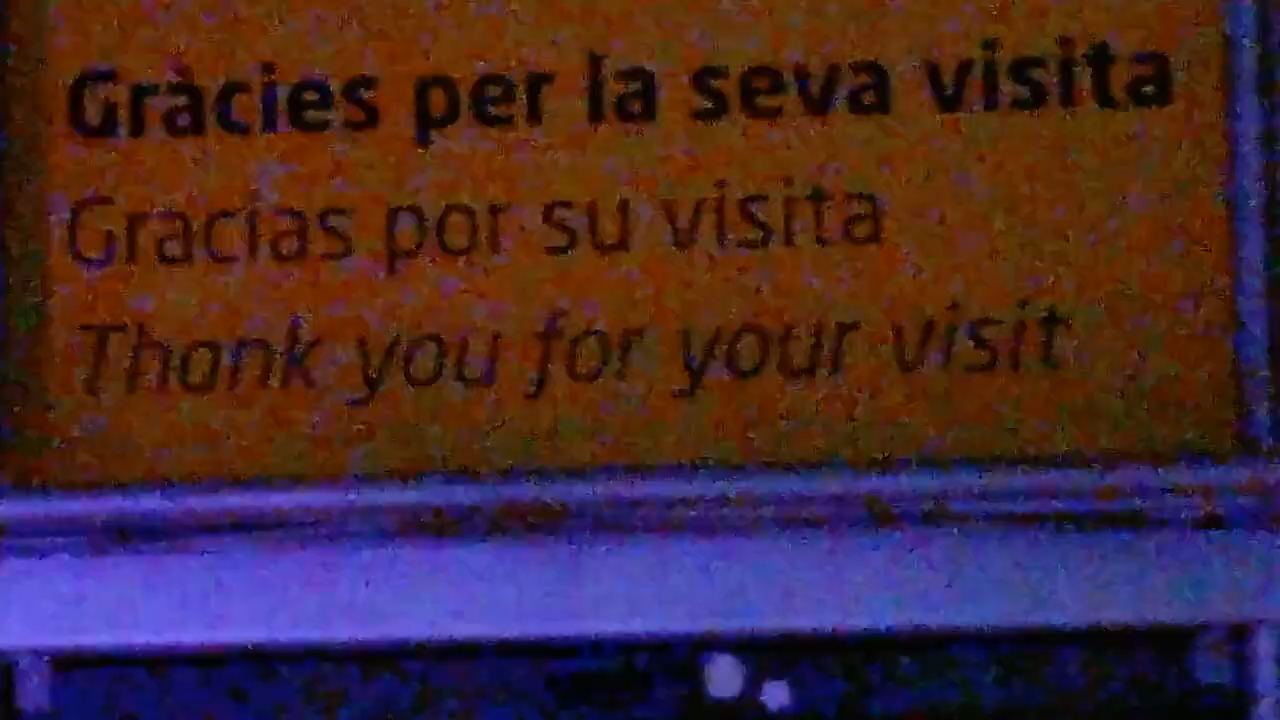 Gràcies per la seva visita
Gracias por su visita
Thank you for your visit